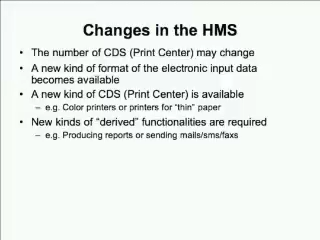 Changes in the HMS
• The number of CDS (Print Center) may change
• A new kind of format of the electronic input data
becomes available
• A new kind of CDS (Print Center) is available
– e.g. Color printers or printers for “thin” paper
• New kinds of “derived” functionalities are required
– e.g. Producing reports or sending mails/sms/faxs